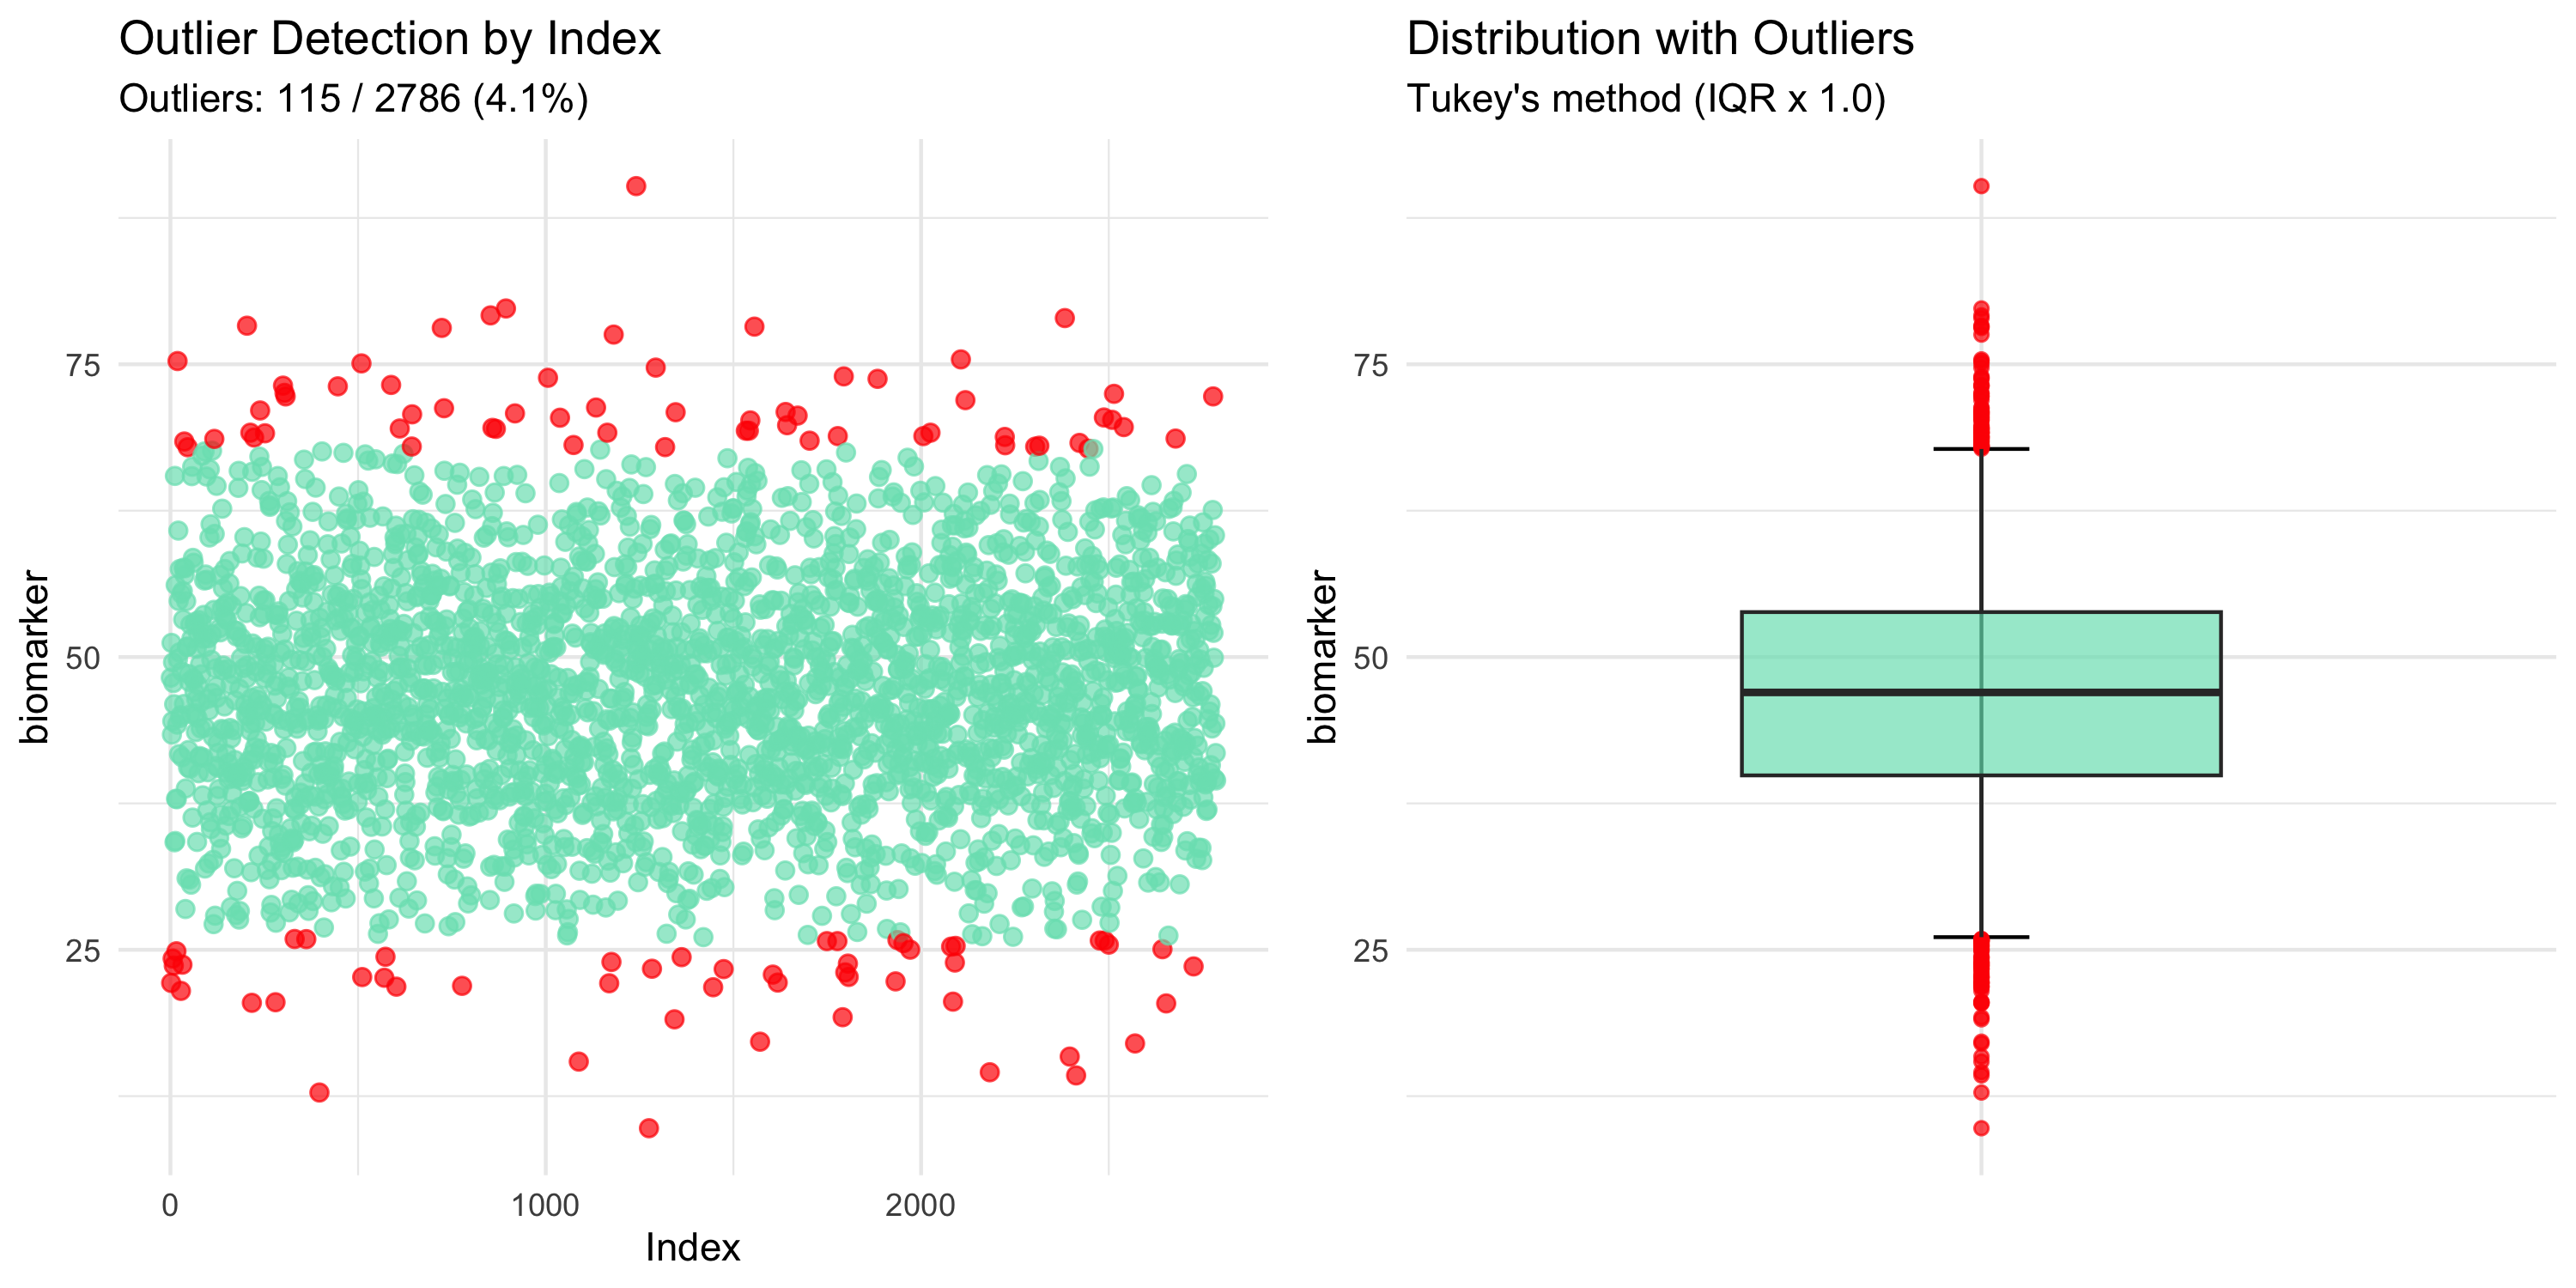 Outlier Detection by Index
Outliers: 115 / 2786 (4.1%)
75
50
25
biomarker
0 1000 2000
Index
Distribution with Outliers
Tukey's method (IQR x 1.0)
75
50
25
biomarker